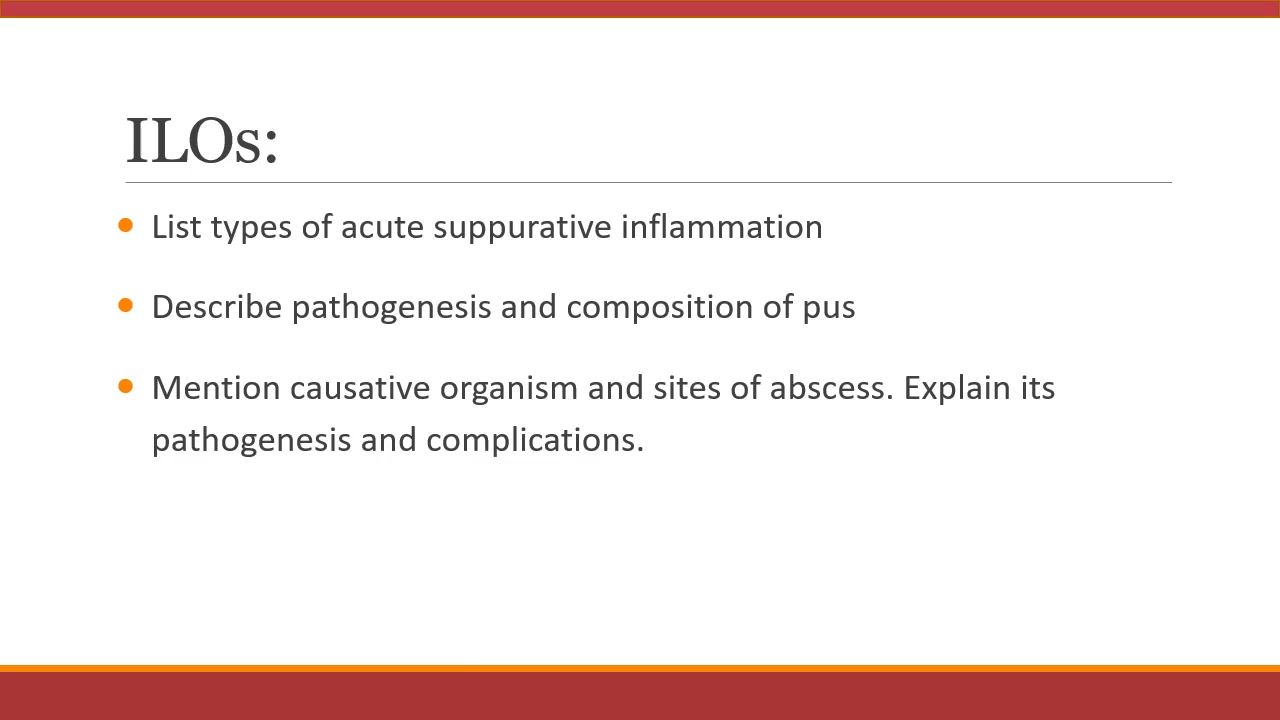 ILOs:
• List types of acute suppurative inflammation
• Describe pathogenesis and composition of pus
• Mention causative organism and sites of abscess. Explain its
pathogenesis and complications.